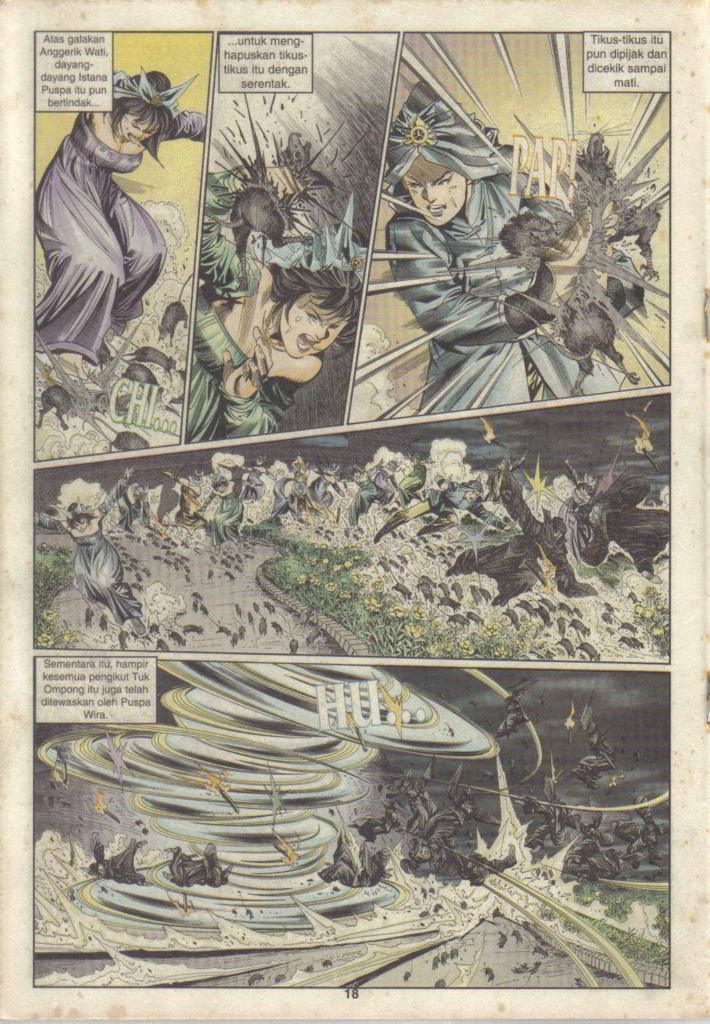 Atas galakan
Anggerik Wati,
dayang-
dayang Istana
Puspa itu pun
bertindak...
...untuk meng-
hapuskan tikus-
tikus itu dengan
serentak.
Tikus-tikus itu
pun dipijak dan
dicekik sampai
mati.
PAP!
CHI...
Sementara itu, hampir
kesemua pengikut Tuk
Ompong itu juga telah
ditewaskan oleh Puspa
Wira.
HU...
18